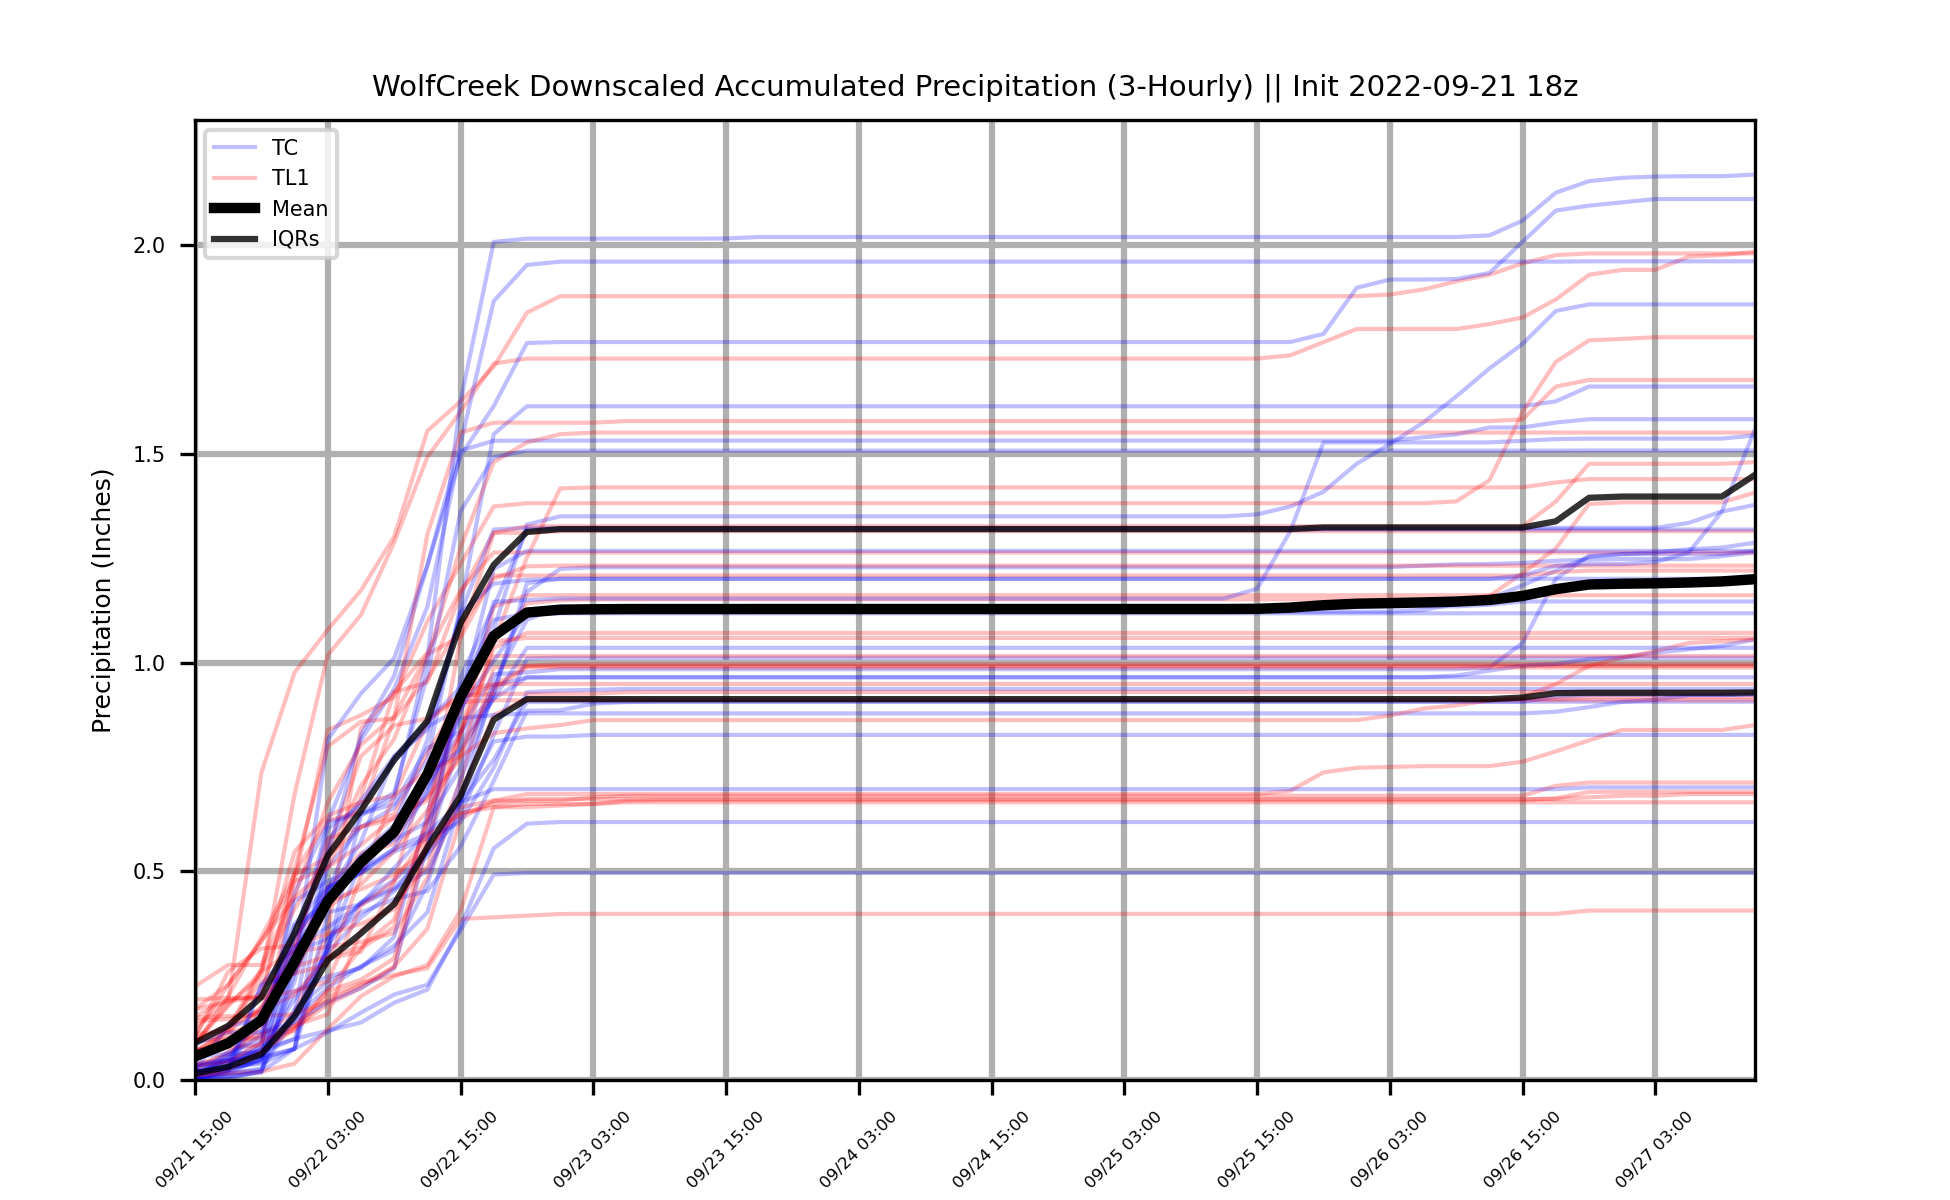 WolfCreek Downscaled Accumulated Precipitation (3-Hourly) || Init 2022-09-21 18z
TC
TL1
Mean
IQRs
Precipitation (Inches)
2.0
1.5
1.0
0.5
0.0
09/21 15:00
09/22 03:00
09/22 15:00
09/23 03:00
09/23 15:00
09/24 03:00
09/24 15:00
09/25 03:00
09/25 15:00
09/26 03:00
09/26 15:00
09/27 03:00